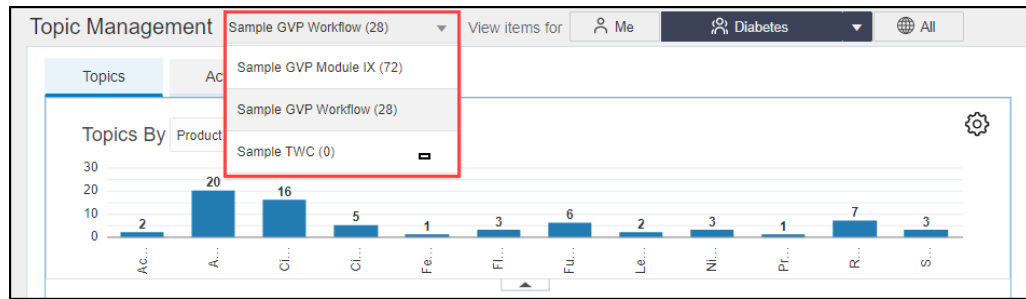 Topic Management Sample GVP Workflow (28) View items for Me Diabetes All
Topics Ac
Sample GVP Module IX (72)
Sample GVP Workflow (28)
Sample TWC (0)
Topics By Product
30
20
10
0
2 20 16 5 1 3 6 2 3 1 7 3
Ac... A... Cl... Cl... Fe... Fl... Fu... Le... Ni... Pr... R... S...